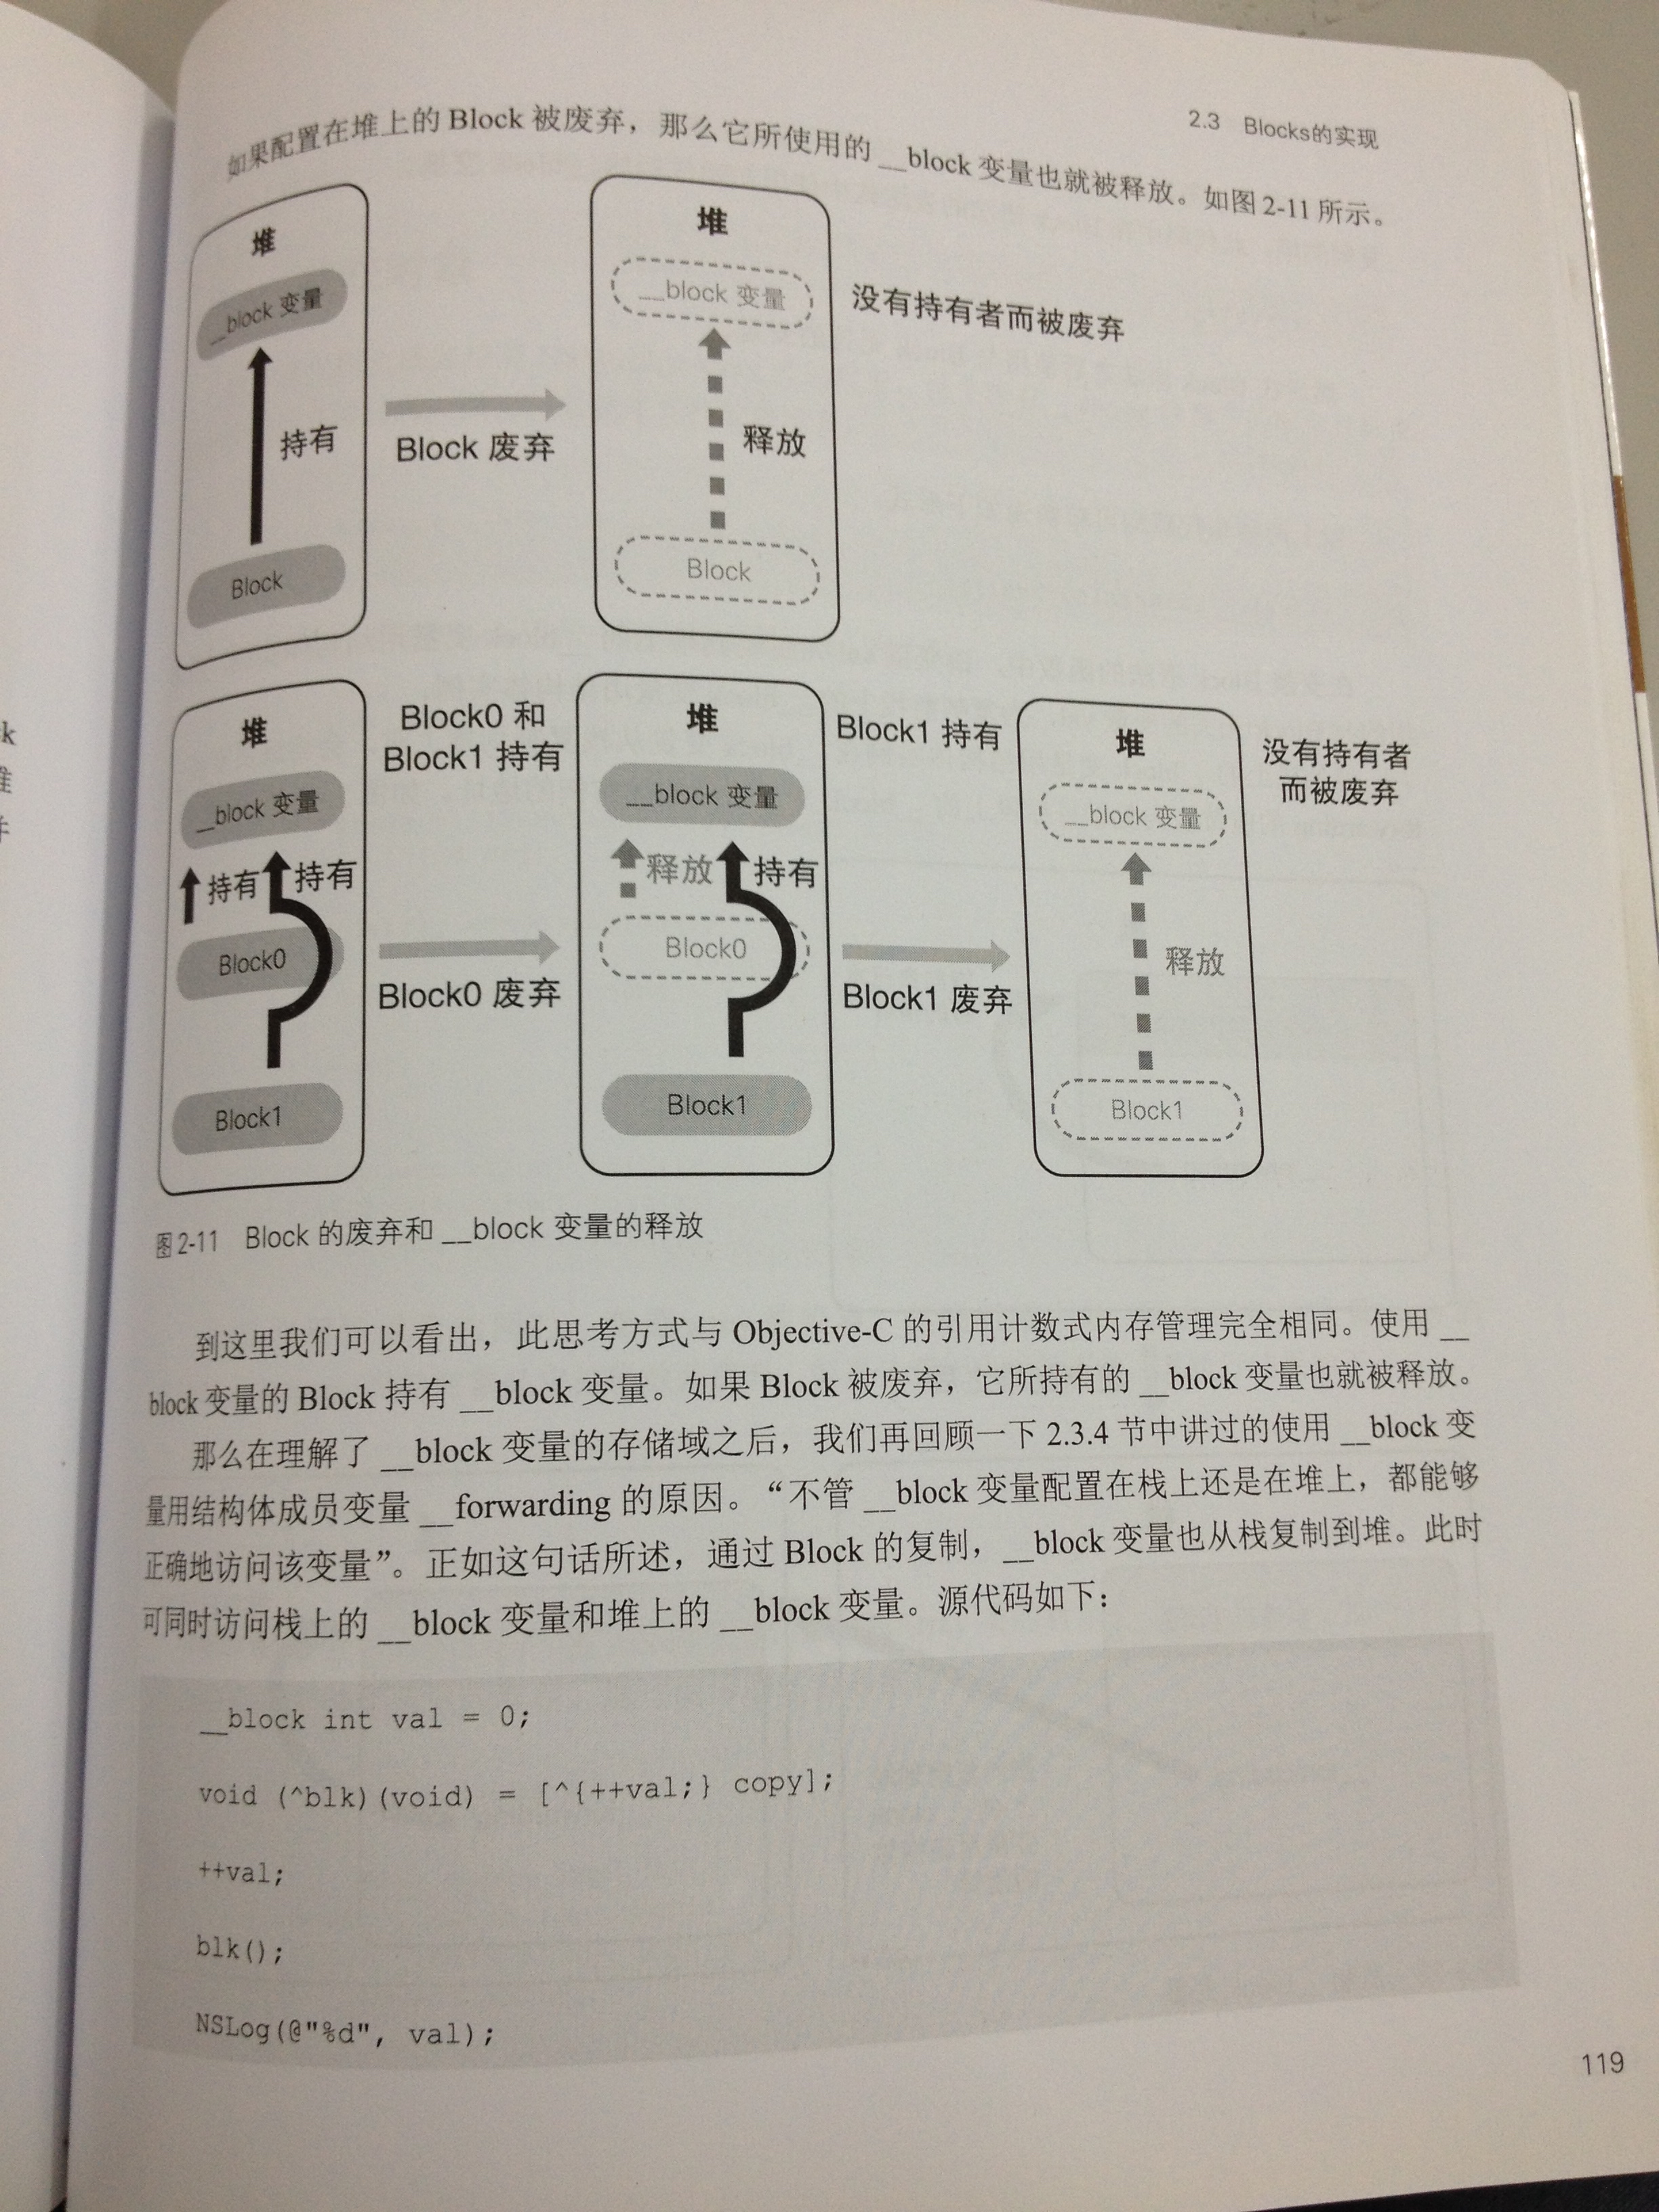 2.3 Blocks的实现
如果配置在堆上的 Block 被废弃，那么它所使用的 __block 变量也就被释放。如图 2-11 所示。
堆
__block 变量
持有
Block
Block 废弃
堆
__block 变量
释放
Block
没有持有者而被废弃
堆
__block 变量
持有
持有
Block0
Block1
Block0 和
Block1 持有
Block0 废弃
堆
__block 变量
释放
持有
Block0
Block1
Block1 持有
Block1 废弃
堆
__block 变量
释放
Block1
没有持有者
而被废弃
图 2-11 Block 的废弃和 __block 变量的释放
到这里我们可以看出，此思考方式与 Objective-C 的引用计数式内存管理完全相同。使用 __
block 变量的 Block 持有 __block 变量。如果 Block 被废弃，它所持有的 __block 变量也就被释放。
那么在理解了 __block 变量的存储域之后，我们再回顾一下 2.3.4 节中讲过的使用 __block 变
量用结构体成员变量 __forwarding 的原因。“不管 __block 变量配置在栈上还是在堆上，都能够
正确地访问该变量”。正如这句话所述，通过 Block 的复制，__block 变量也从栈复制到堆。此时
可同时访问栈上的 __block 变量和堆上的 __block 变量。源代码如下：
__block int val = 0;
void (^blk)(void) = [^{++val;} copy];
++val;
blk();
NSLog(@"%d", val);
119